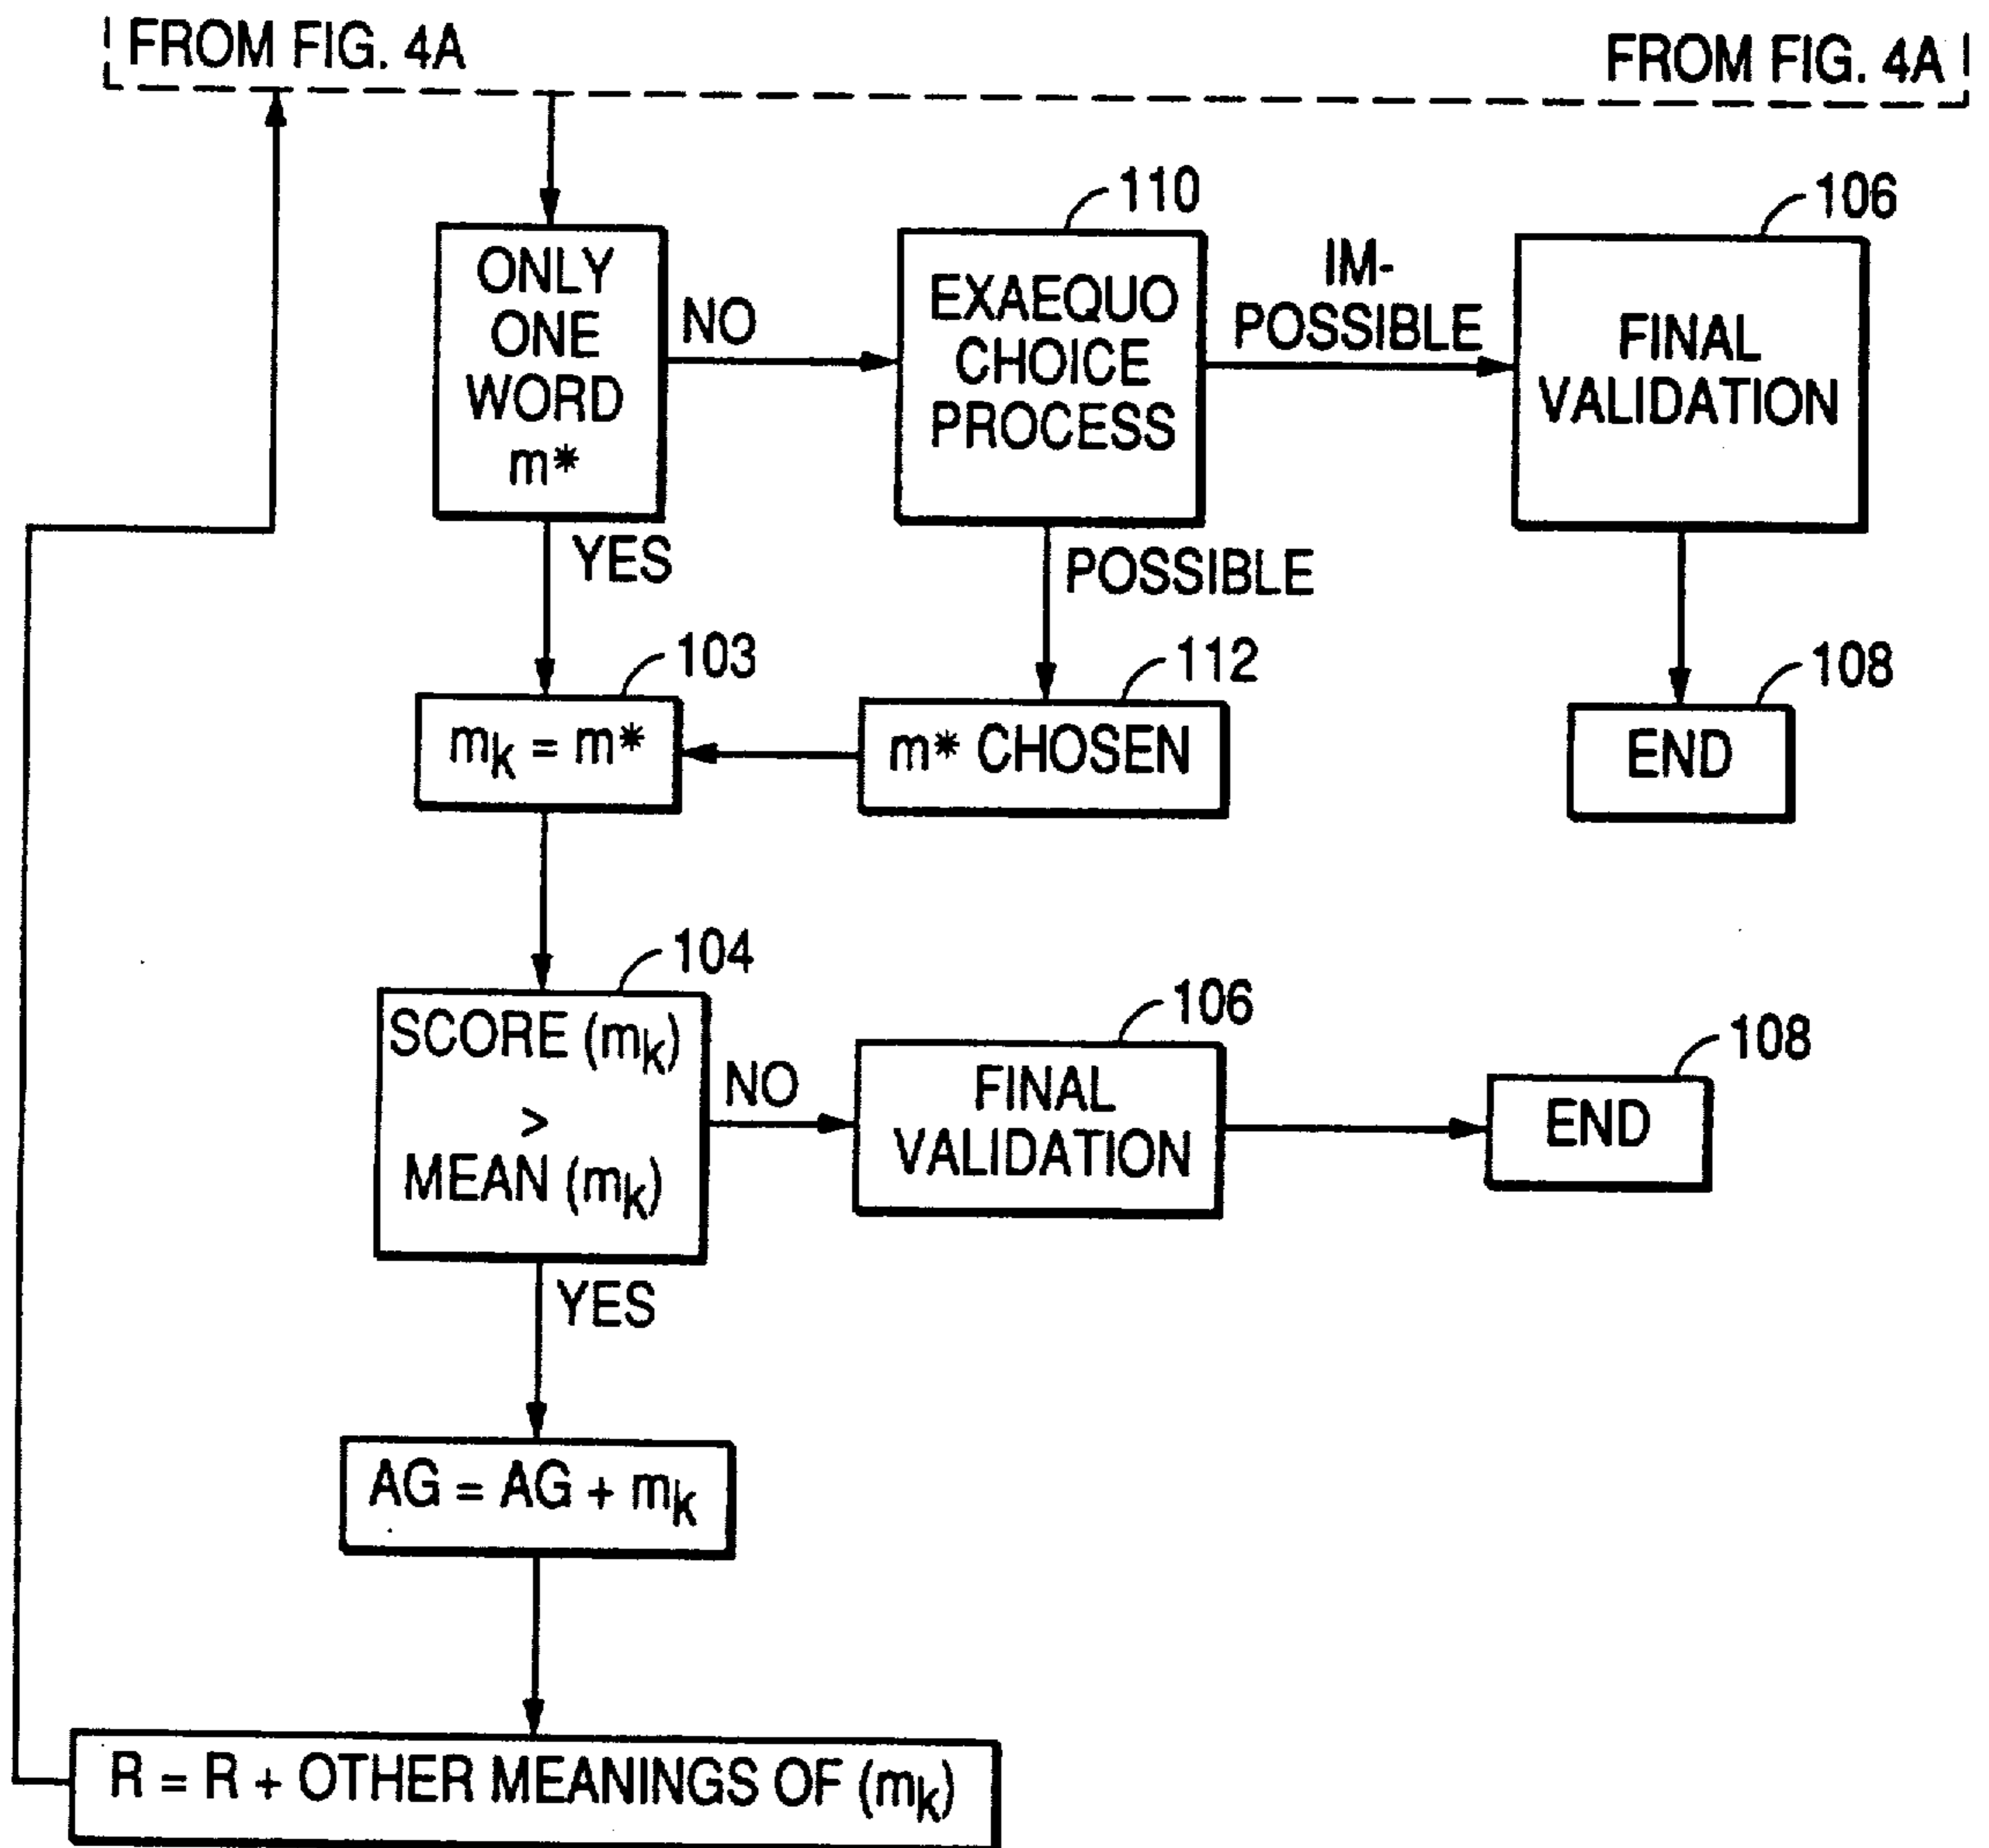 FROM FIG. 4A
FROM FIG. 4A
ONLY
ONE
WORD
m*
NO
110
EXAEQUO
CHOICE
PROCESS
IM-
POSSIBLE
106
FINAL
VALIDATION
YES
POSSIBLE
103
mk = m*
112
m* CHOSEN
108
END
104
SCORE (mk)
>
MEAN (mk)
NO
106
FINAL
VALIDATION
108
END
YES
AG = AG + mk
R = R + OTHER MEANINGS OF (mk)